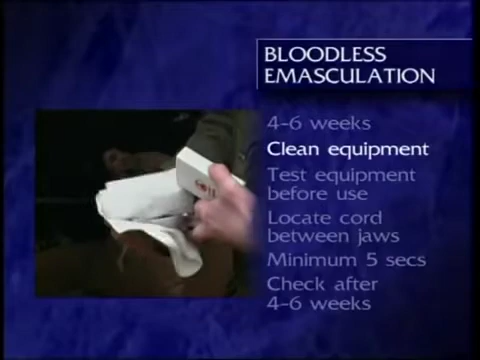 BLOODLESS
EMASCULATION
4-6 weeks
Clean equipment
Test equipment
before use
Locate cord
between jaws
Minimum 5 secs
Check after
4-6 weeks